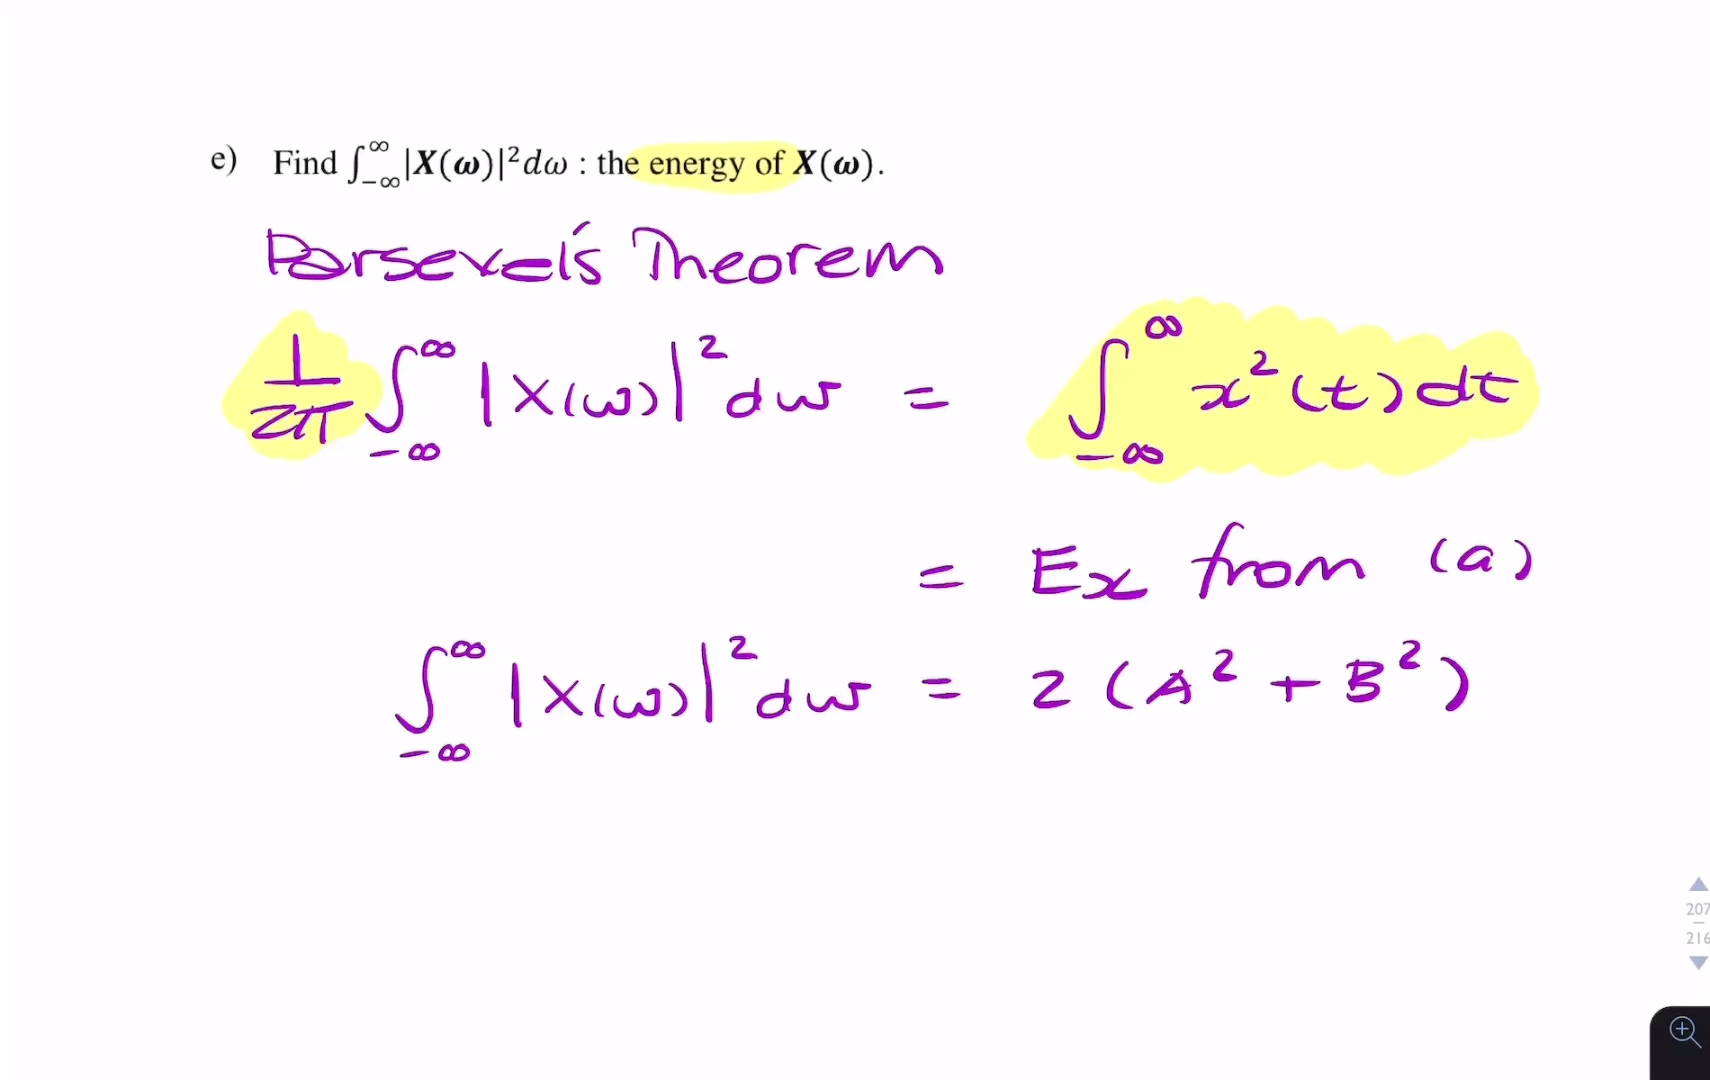 e) Find ∫_{-∞}^{∞} |X(ω)|² dω : the energy of X(ω).
Parseval's Theorem
1/2π ∫_{-∞}^{∞} |X(ω)|² dω = ∫_{-∞}^{∞} x²(t) dt
= Ex from (a)
∫_{-∞}^{∞} |X(ω)|² dω = 2(A² + B²)
207
216